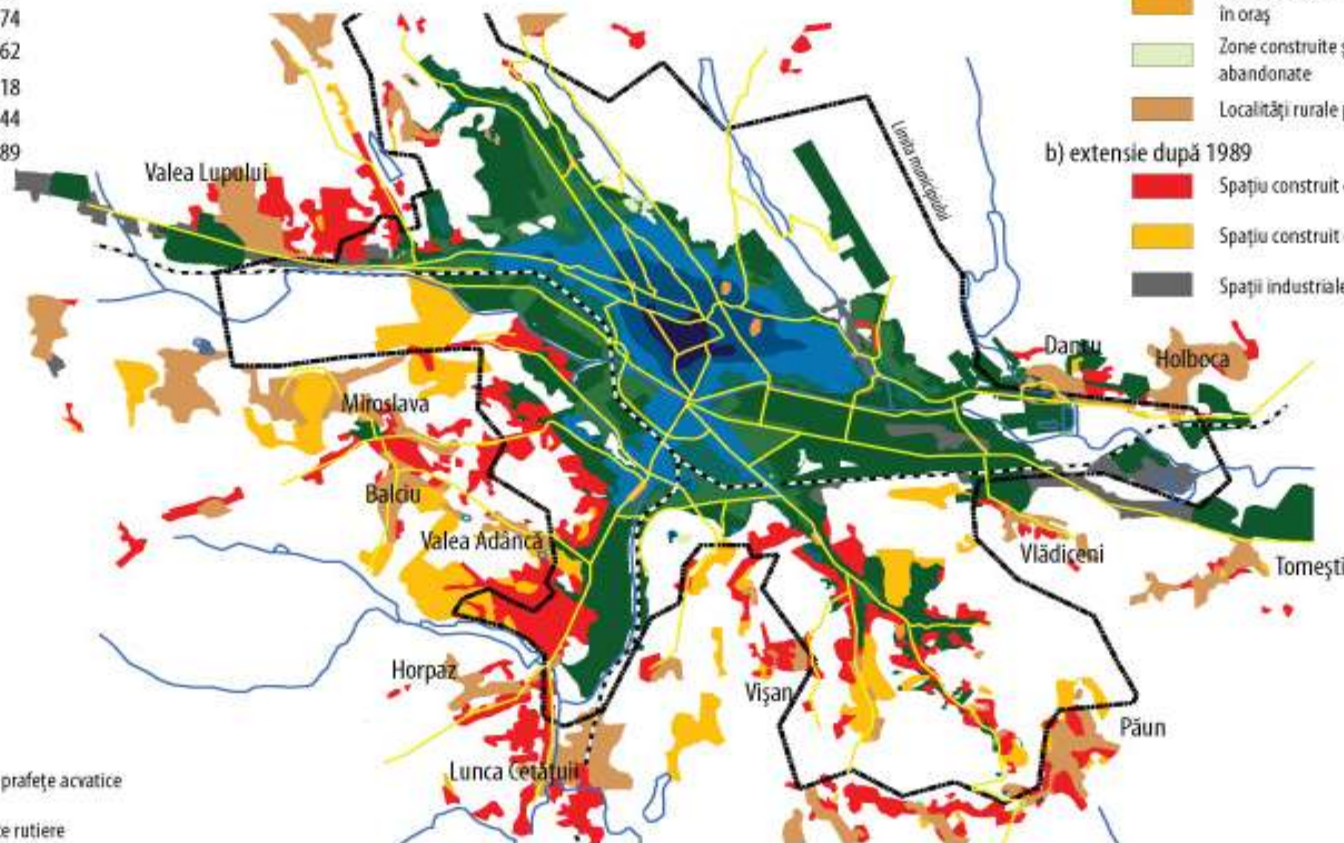 74
62
18
44
89
în oraş
Zone construite ş
abandonate
Localităţi rurale p
b) extensie după 1989
Spaţiu construit
Spaţiu construit
Spaţii industriale
Limita municipiului
Valea Lupului
Dancu
Holboca
Miroslava
Balciu
Valea Adâncă
Vlădiceni
Tomeşti
Horpaz
Vişan
Păun
Lunca Cetăţuii
prafeţe acvatice
te rutiere